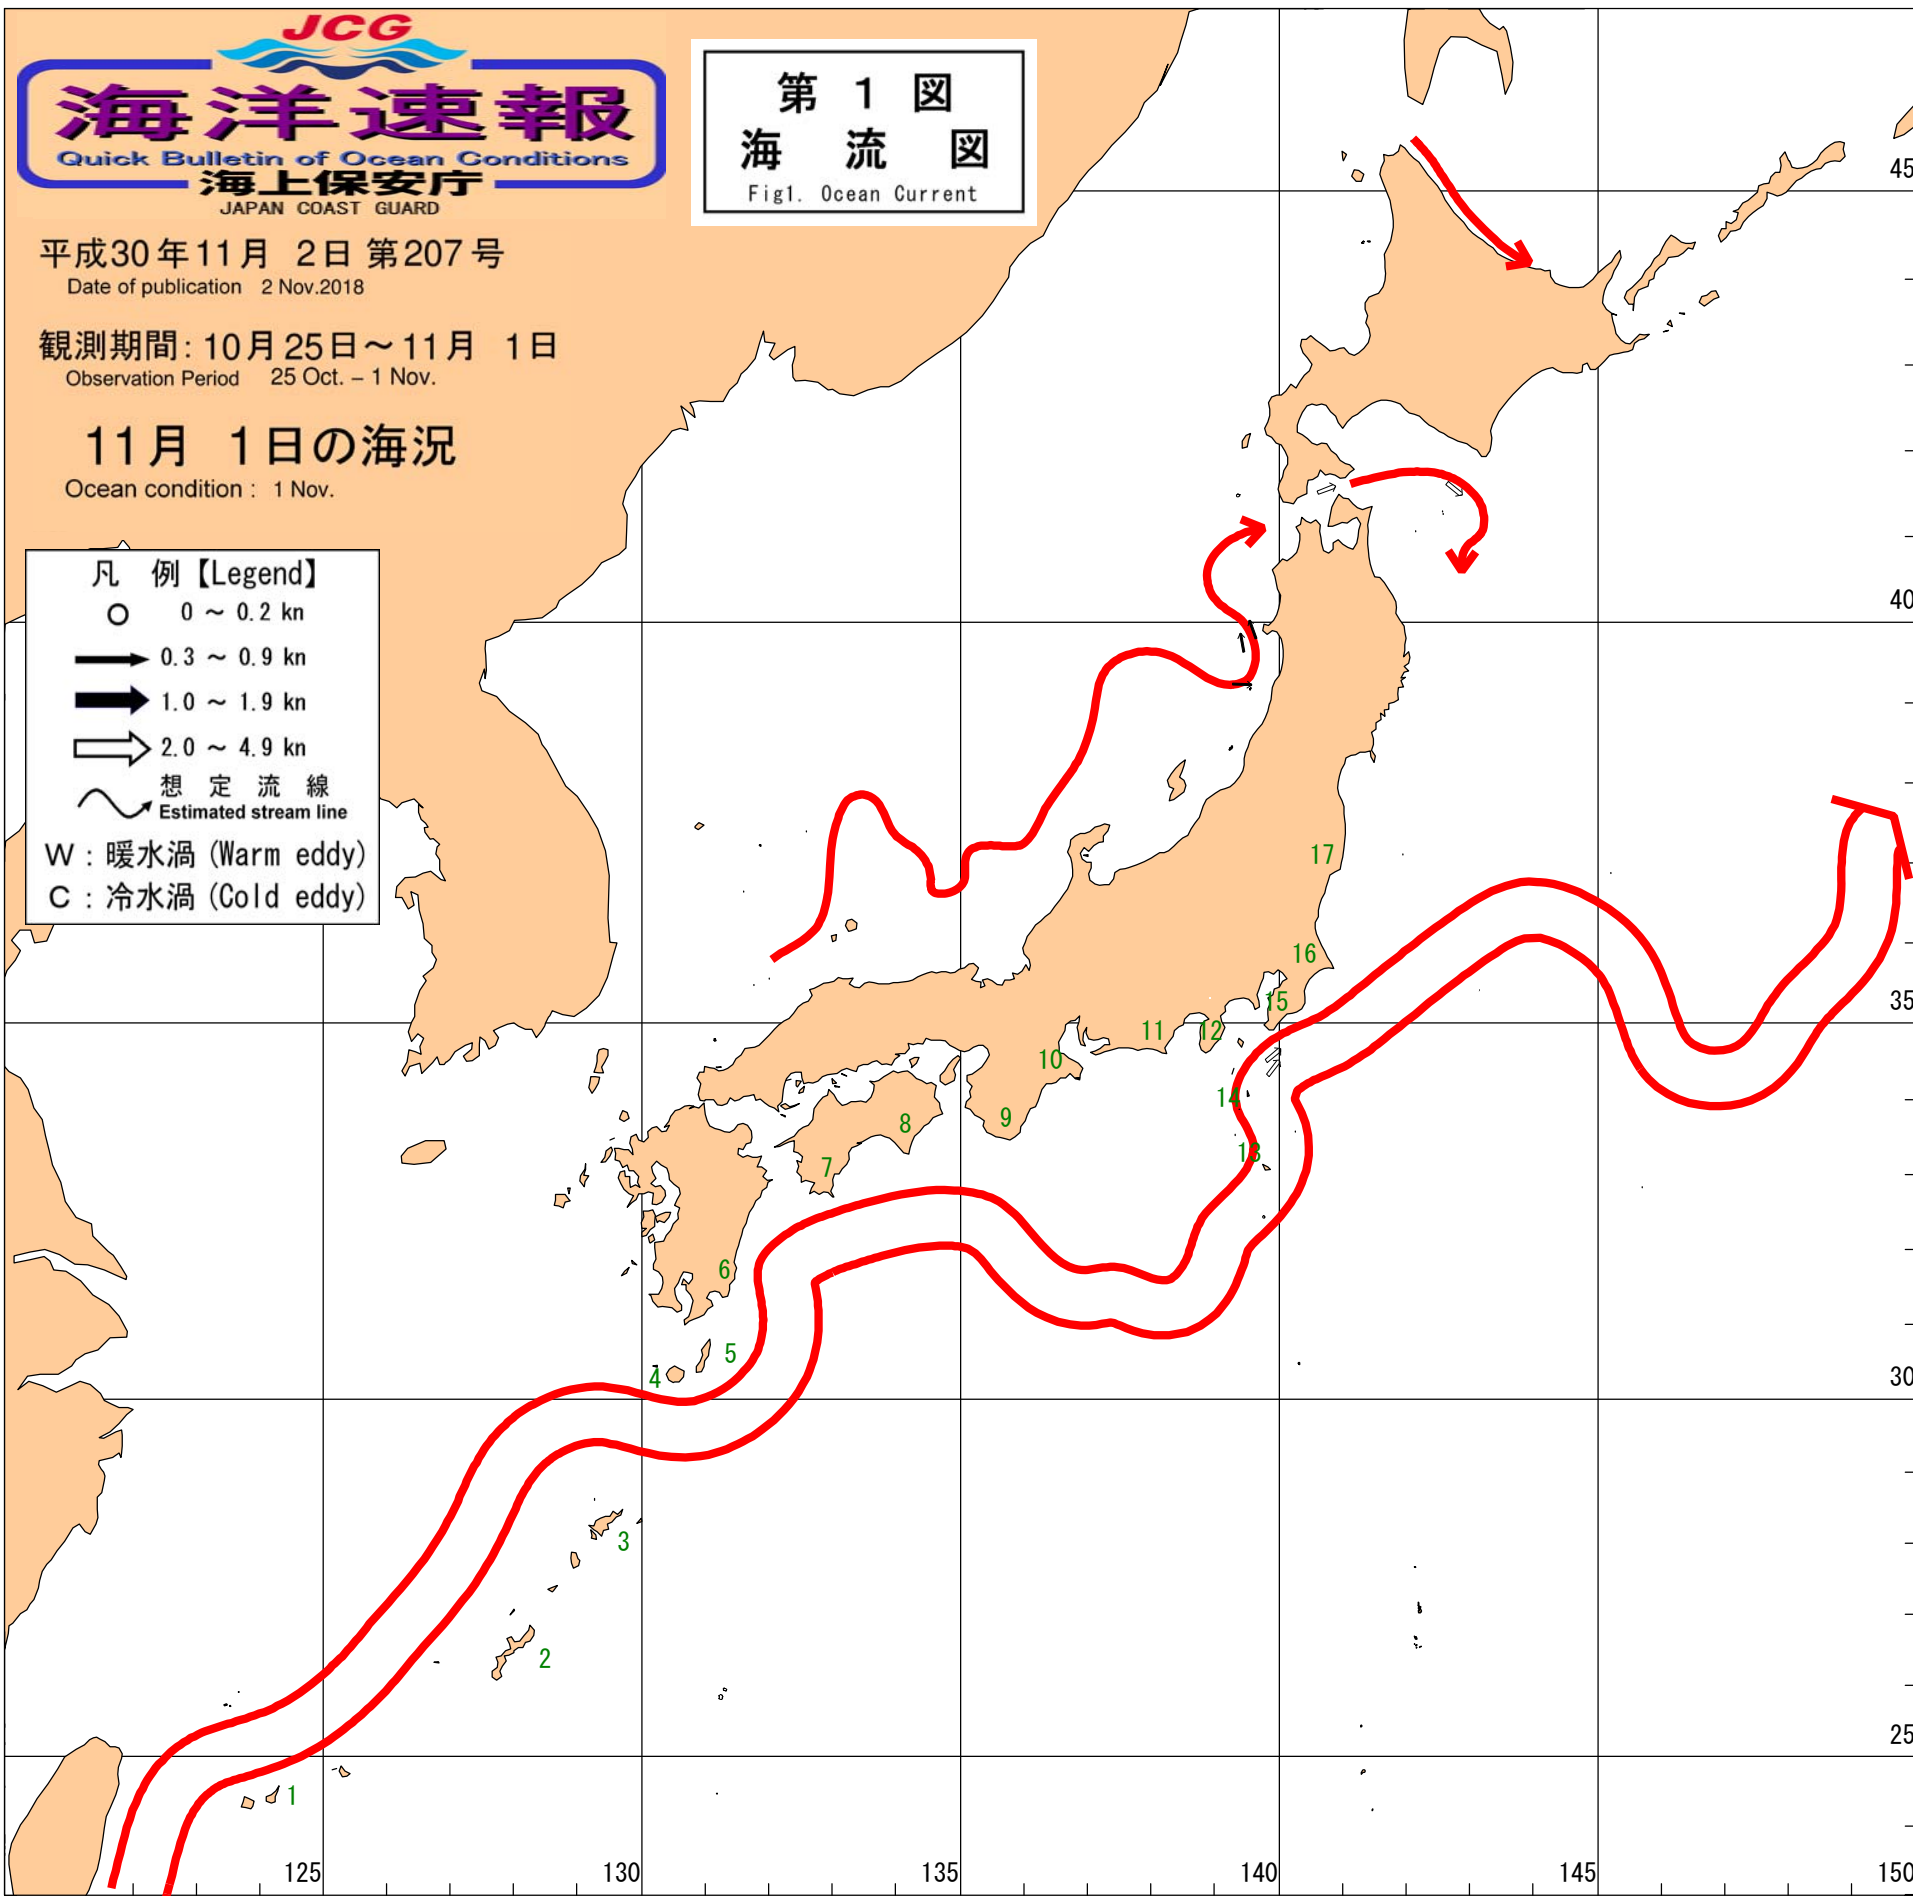 JCG
海洋速報
Quick Bulletin of Ocean Conditions
海上保安庁
JAPAN COAST GUARD
第 1 図
海 流 図
Fig1. Ocean Current
平成30年11月 2日 第207号
Date of publication 2 Nov.2018
観測期間: 10月25日～11月 1日
Observation Period 25 Oct. – 1 Nov.
11月 1日の海況
Ocean condition : 1 Nov.
凡 例【Legend】
0 ～ 0.2 kn
0.3 ～ 0.9 kn
1.0 ～ 1.9 kn
2.0 ～ 4.9 kn
想 定 流 線
Estimated stream line
W : 暖水渦 (Warm eddy)
C : 冷水渦 (Cold eddy)
45
40
17
16
35
15
12
11
10
14
9
8
13
7
6
5
4
30
3
2
25
1
125
130
135
140
145
150